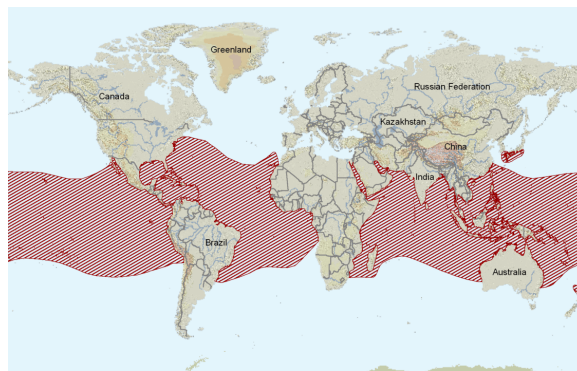 Greenland
Russian Federation
Canada
Kazakhstan
China
India
Brazil
Australia